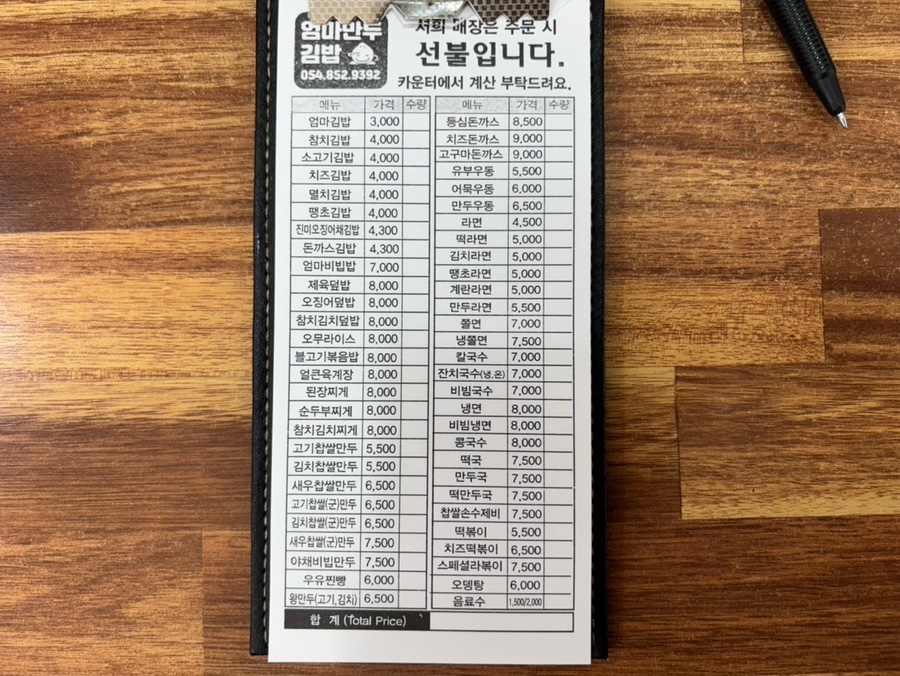 엄마만두
김밥
054.852.9392
저희 매장은 주문 시
선불입니다.
카운터에서 계산 부탁드려요.
메뉴 가격 수량
엄마김밥 3,000
참치김밥 4,000
소고기김밥 4,000
치즈김밥 4,000
멸치김밥 4,000
땡초김밥 4,000
진미오징어채김밥 4,300
돈까스김밥 4,300
엄마비빔밥 7,000
제육덮밥 8,000
오징어덮밥 8,000
참치김치덮밥 8,000
오무라이스 8,000
불고기볶음밥 8,000
얼큰육계장 8,000
된장찌게 8,000
순두부찌게 8,000
참치김치찌게 8,000
고기찹쌀만두 5,500
김치찹쌀만두 5,500
새우찹쌀만두 6,500
고기찹쌀(군)만두 6,500
김치찹쌀(군)만두 6,500
새우찹쌀(군)만두 7,500
야채비빔만두 7,500
우유찐빵 6,000
왕만두(고기,김치) 6,500
메뉴 가격 수량
등심돈까스 8,500
치즈돈까스 9,000
고구마돈까스 9,000
유부우동 5,500
어묵우동 6,000
만두우동 6,500
라면 4,500
떡라면 5,000
김치라면 5,000
땡초라면 5,000
계란라면 5,000
만두라면 5,500
쫄면 7,000
냉쫄면 7,500
칼국수 7,000
잔치국수(냉,온) 7,000
비빔국수 7,000
냉면 8,000
비빔냉면 8,000
콩국수 8,000
떡국 7,500
만두국 7,500
떡만두국 7,500
찹쌀손수제비 7,500
떡볶이 5,500
치즈떡볶이 6,500
스페셜라볶이 7,500
오뎅탕 6,000
음료수 1,500/2,000
합 계 (Total Price)